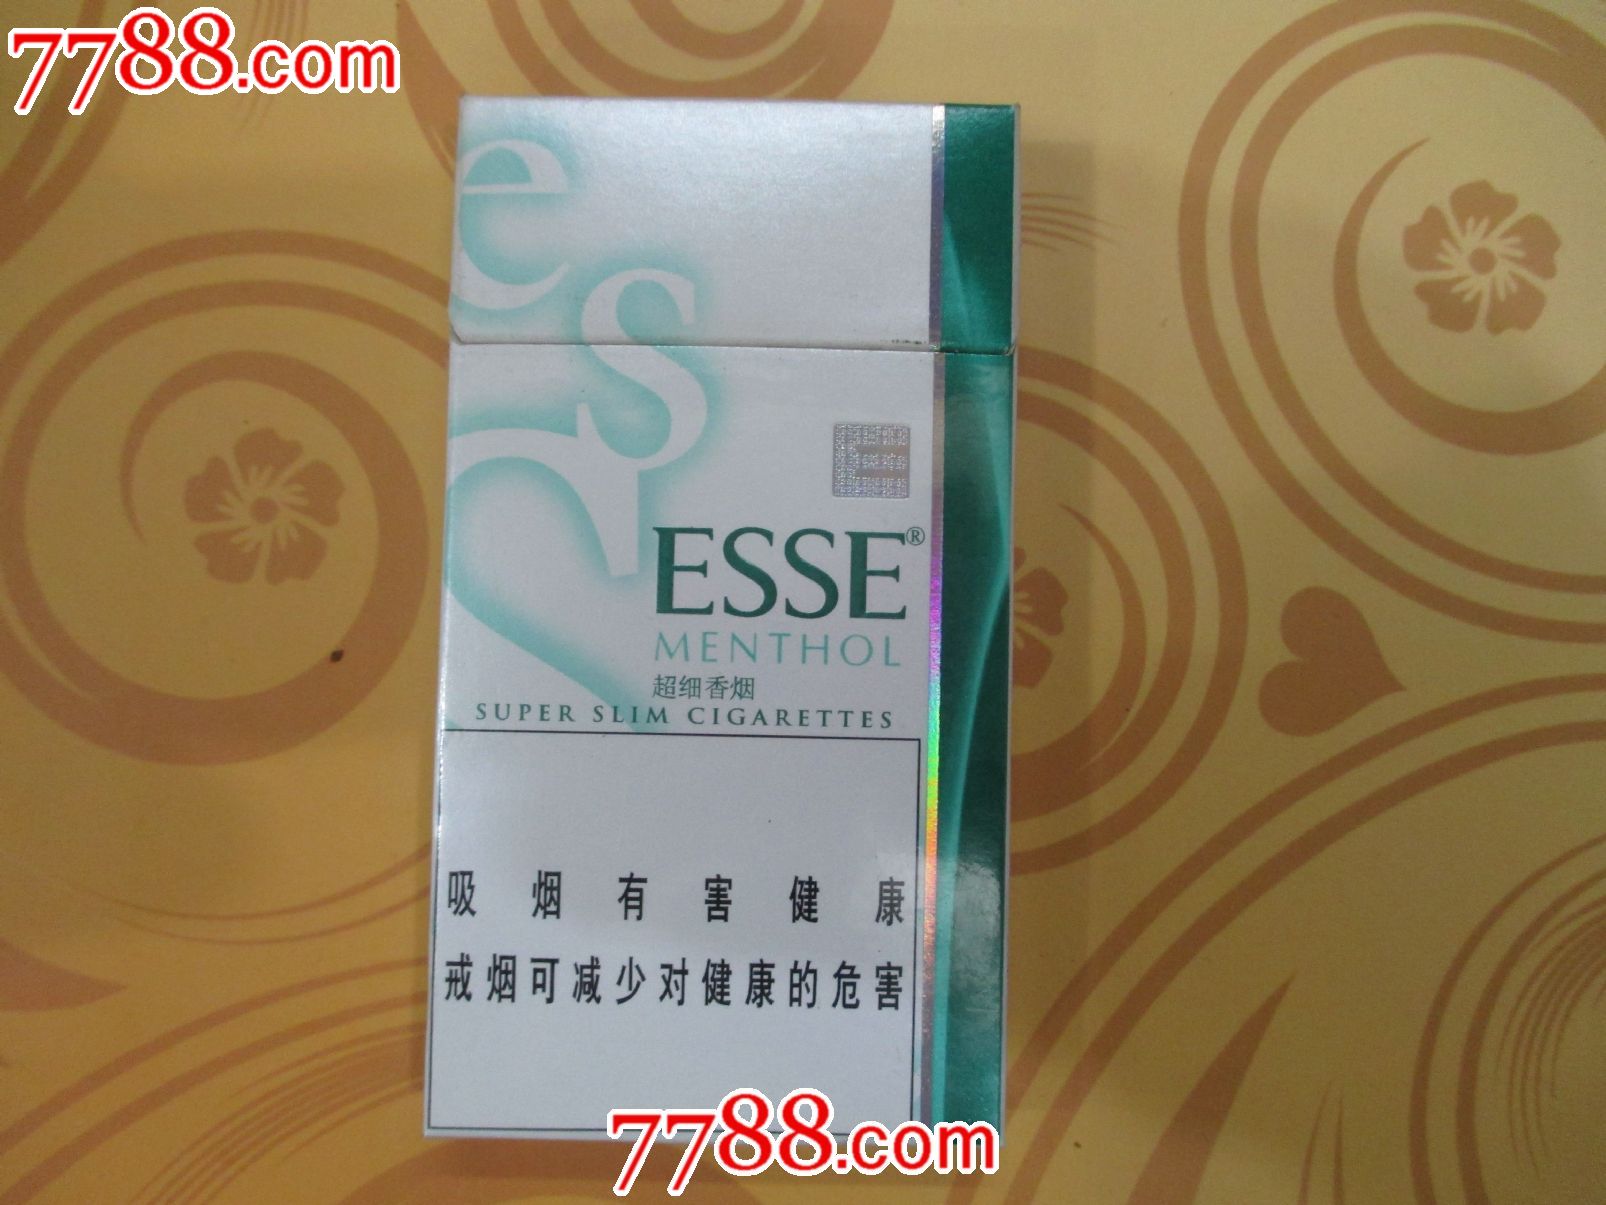 7788.com
es
ESSE®
MENTHOL
超细香烟
SUPER SLIM CIGARETTES
吸烟有害健康
戒烟可减少对健康的危害
7788.com